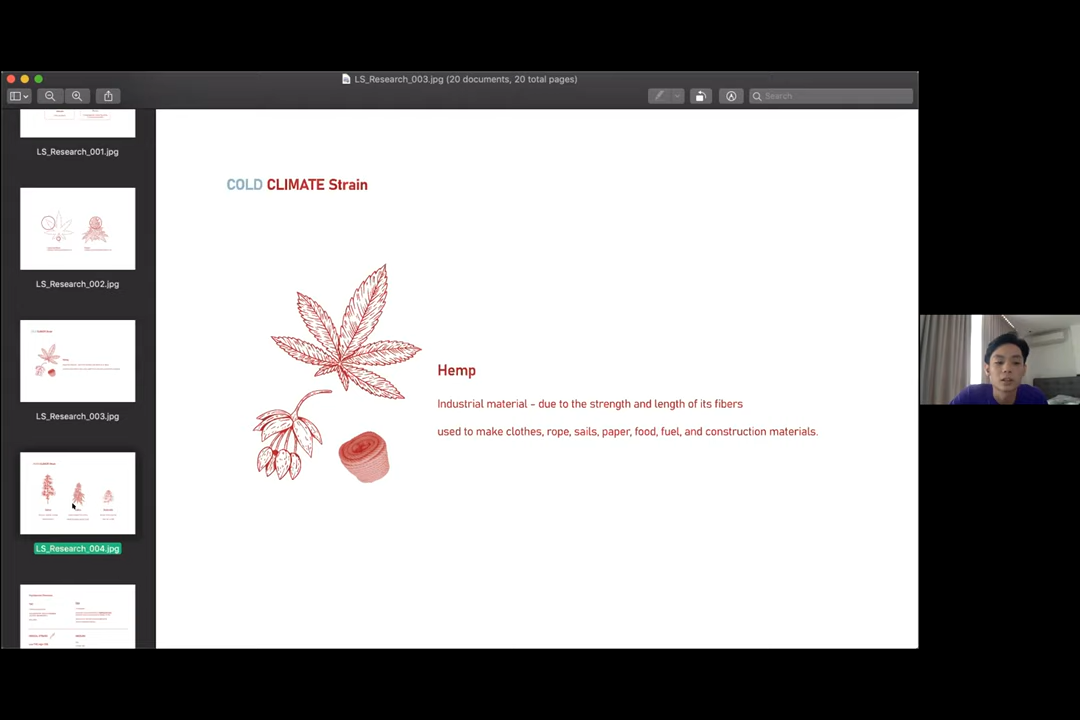 LS_Research_003.jpg (20 documents, 20 total pages)
Search
LS_Research_001.jpg
LS_Research_002.jpg
LS_Research_003.jpg
LS_Research_004.jpg
COLD CLIMATE Strain
Hemp
Industrial material - due to the strength and length of its fibers
used to make clothes, rope, sails, paper, food, fuel, and construction materials.